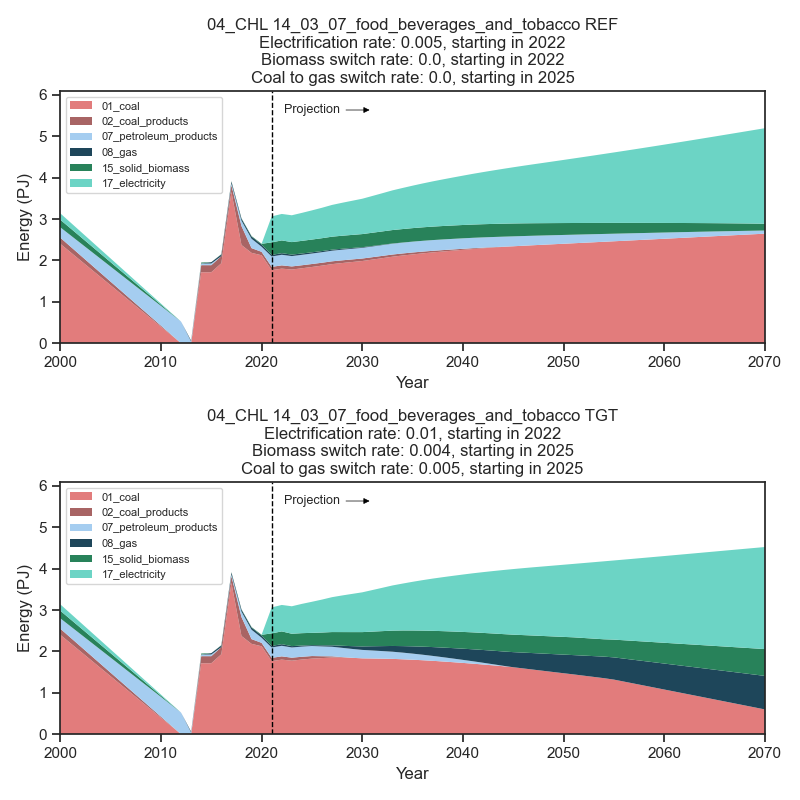 04_CHL 14_03_07_food_beverages_and_tobacco REF
Electrification rate: 0.005, starting in 2022
Biomass switch rate: 0.0, starting in 2022
Coal to gas switch rate: 0.0, starting in 2025
01_coal
02_coal_products
07_petroleum_products
08_gas
15_solid_biomass
17_electricity
Projection
Energy (PJ)
6
5
4
3
2
1
0
2000 2010 2020 2030 2040 2050 2060 2070
Year
04_CHL 14_03_07_food_beverages_and_tobacco TGT
Electrification rate: 0.01, starting in 2022
Biomass switch rate: 0.004, starting in 2025
Coal to gas switch rate: 0.005, starting in 2025
01_coal
02_coal_products
07_petroleum_products
08_gas
15_solid_biomass
17_electricity
Projection
Energy (PJ)
6
5
4
3
2
1
0
2000 2010 2020 2030 2040 2050 2060 2070
Year